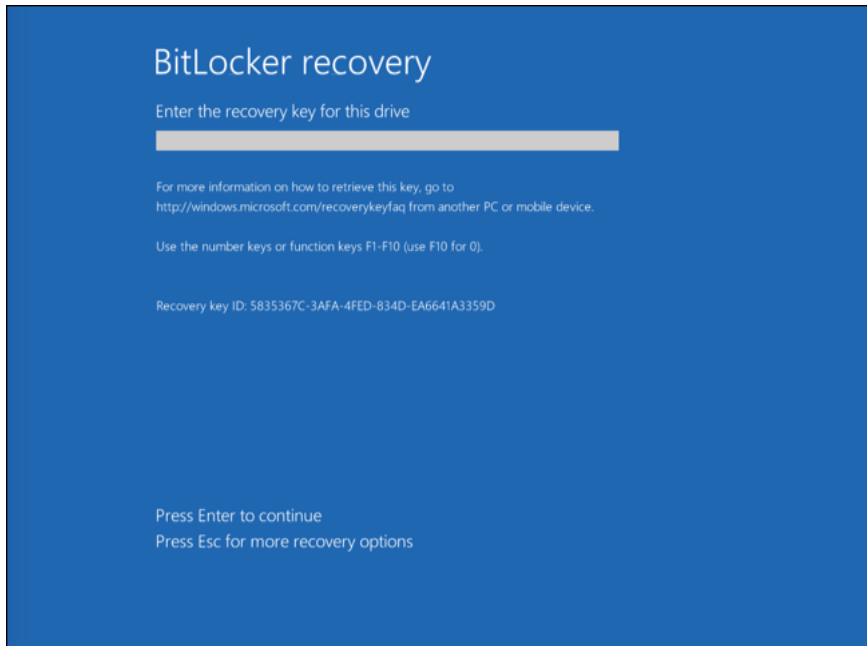 BitLocker recovery
Enter the recovery key for this drive
For more information on how to retrieve this key, go to
http://windows.microsoft.com/recoverykeyfaq from another PC or mobile device.
Use the number keys or function keys F1-F10 (use F10 for 0).
Recovery key ID: 5835367C-3AFA-4FED-834D-EA6641A3359D
Press Enter to continue
Press Esc for more recovery options